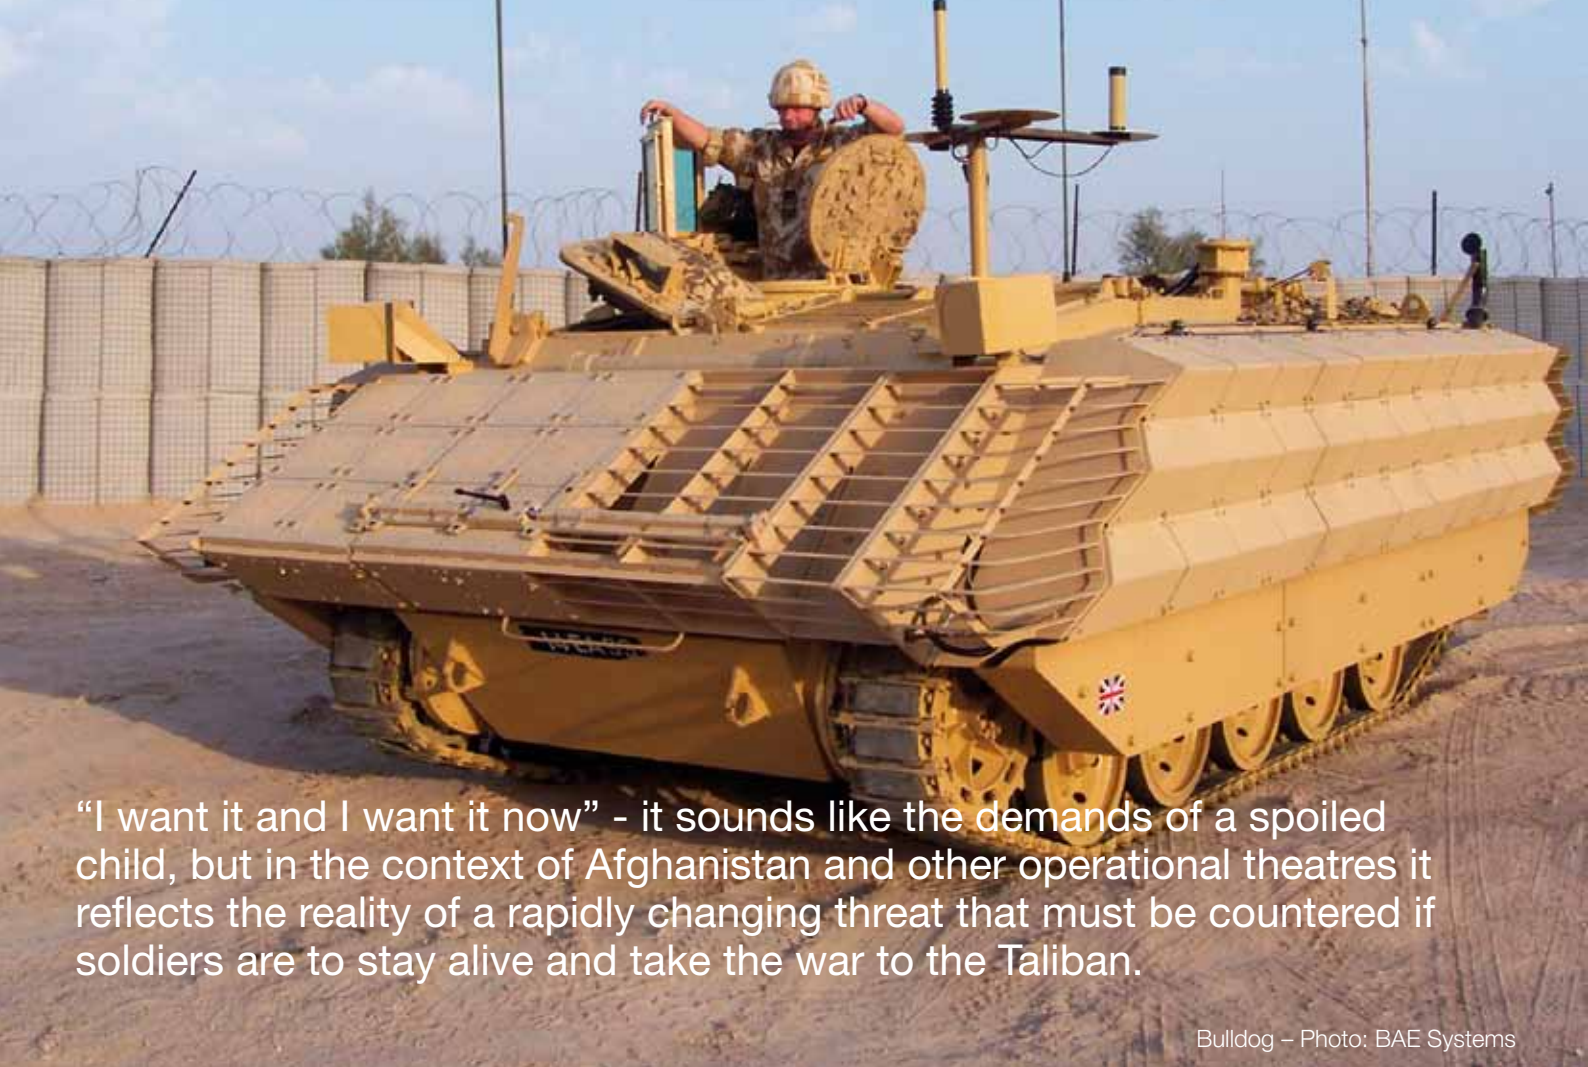 “I want it and I want it now” - it sounds like the demands of a spoiled
child, but in the context of Afghanistan and other operational theatres it
reflects the reality of a rapidly changing threat that must be countered if
soldiers are to stay alive and take the war to the Taliban.
Bulldog – Photo: BAE Systems